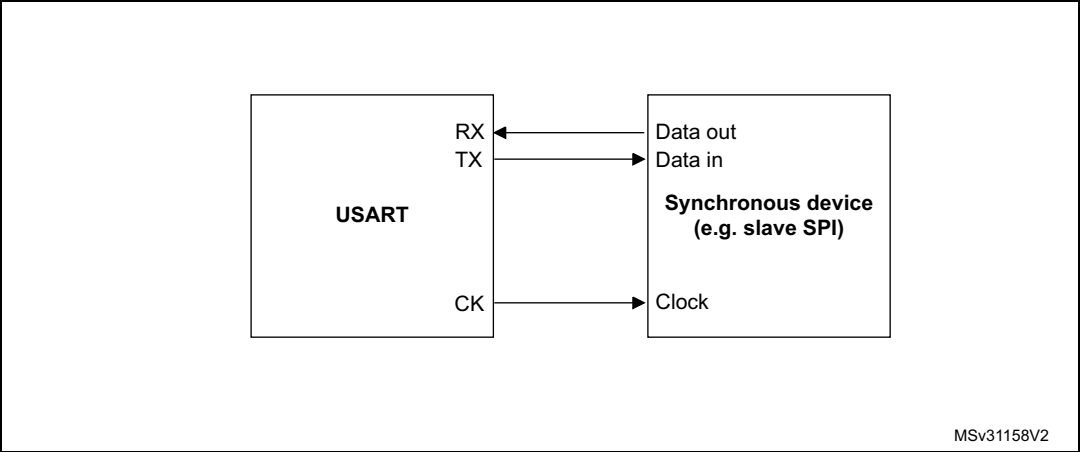 RX
TX
USART
CK
Data out
Data in
Synchronous device
(e.g. slave SPI)
Clock
MSv31158V2